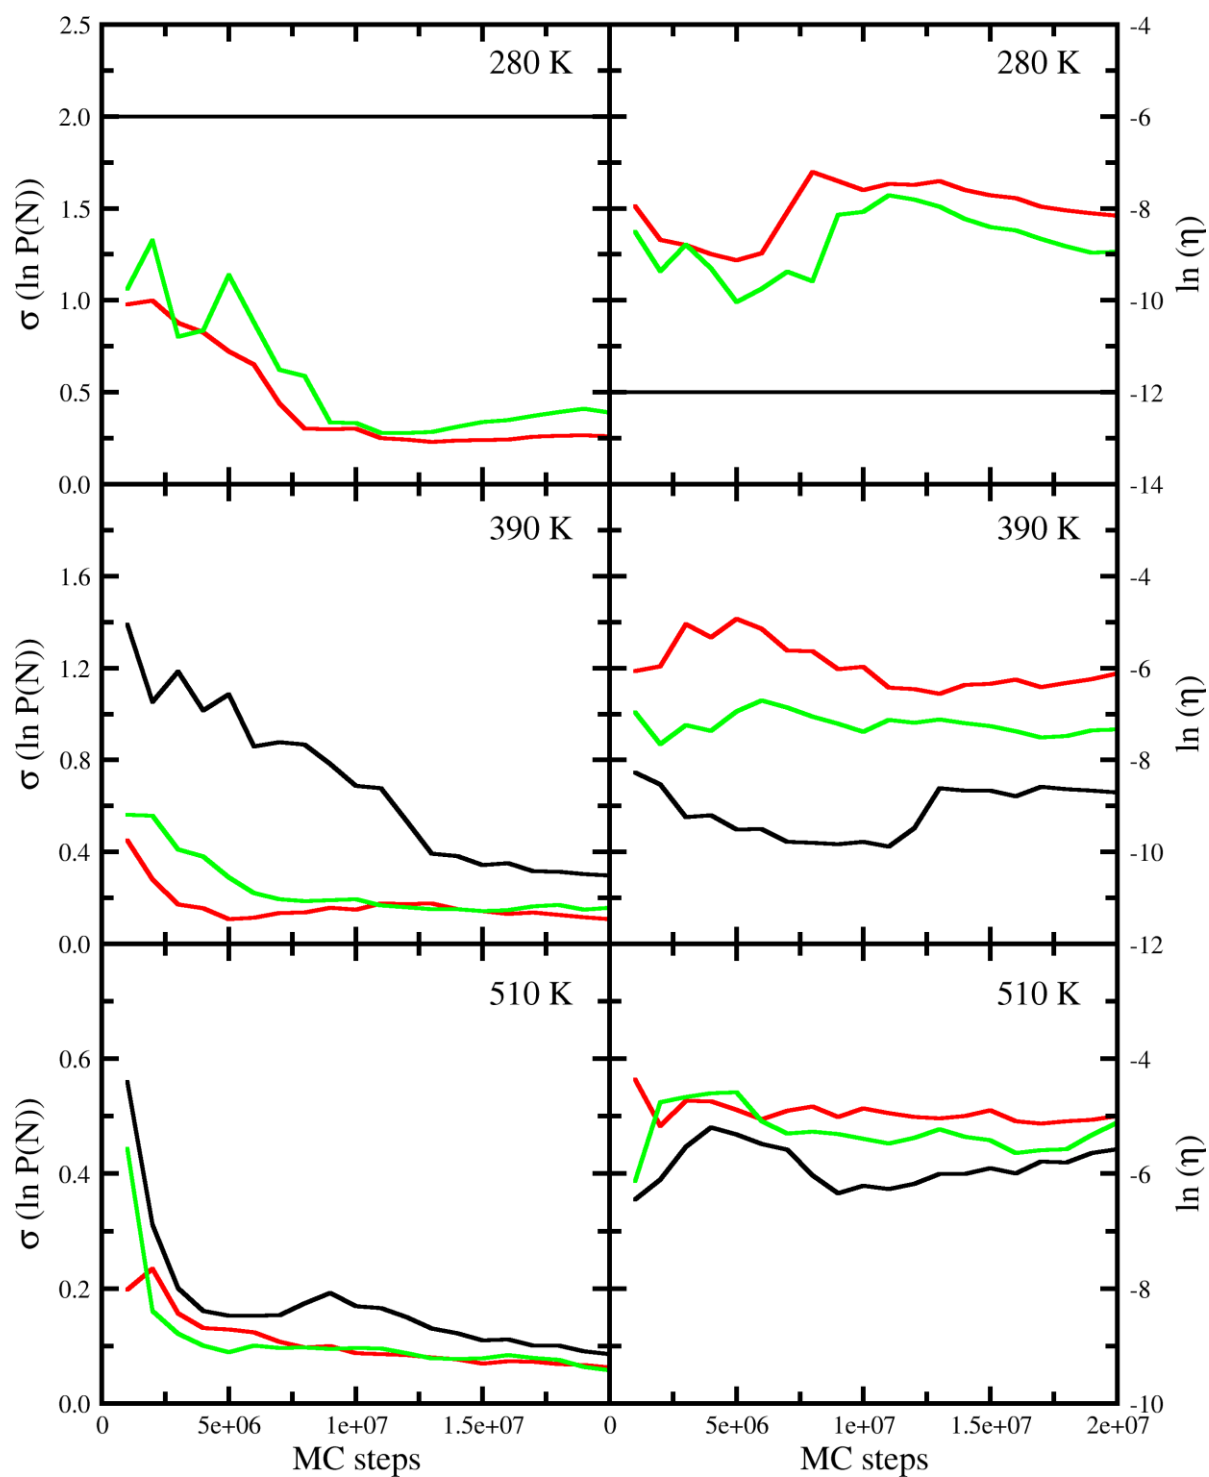 2.5
280 K
280 K
-4
2.0
-6
1.5
-8
1.0
-10
0.5
-12
0.0
-14
σ (ln P(N))
ln (η)
390 K
390 K
1.6
-4
1.2
-6
0.8
-8
0.4
-10
0.0
-12
σ (ln P(N))
ln (η)
510 K
510 K
0.6
-4
0.4
-6
0.2
-8
0.0
-10
σ (ln P(N))
ln (η)
0 5e+06 1e+07 1.5e+07 0 5e+06 1e+07 1.5e+07 2e+07
MC steps
MC steps